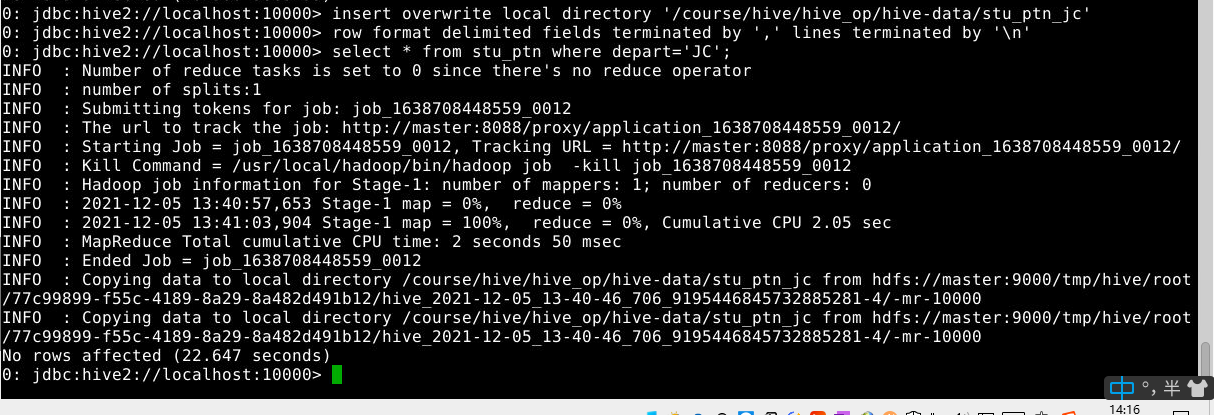 0: jdbc:hive2://localhost:10000> insert overwrite local directory '/course/hive/hive_op/hive-data/stu_ptn_jc'
0: jdbc:hive2://localhost:10000> row format delimited fields terminated by ',' lines terminated by '\n'
0: jdbc:hive2://localhost:10000> select * from stu_ptn where depart='JC';
INFO  : Number of reduce tasks is set to 0 since there's no reduce operator
INFO  : number of splits:1
INFO  : Submitting tokens for job: job_1638708448559_0012
INFO  : The url to track the job: http://master:8088/proxy/application_1638708448559_0012/
INFO  : Starting Job = job_1638708448559_0012, Tracking URL = http://master:8088/proxy/application_1638708448559_0012/
INFO  : Kill Command = /usr/local/hadoop/bin/hadoop job  -kill job_1638708448559_0012
INFO  : Hadoop job information for Stage-1: number of mappers: 1; number of reducers: 0
INFO  : 2021-12-05 13:40:57,653 Stage-1 map = 0%,  reduce = 0%
INFO  : 2021-12-05 13:41:03,904 Stage-1 map = 100%,  reduce = 0%, Cumulative CPU 2.05 sec
INFO  : MapReduce Total cumulative CPU time: 2 seconds 50 msec
INFO  : Ended Job = job_1638708448559_0012
INFO  : Copying data to local directory /course/hive/hive_op/hive-data/stu_ptn_jc from hdfs://master:9000/tmp/hive/root
/77c99899-f55c-4189-8a29-8a482d491b12/hive_2021-12-05_13-40-46_706_9195446845732885281-4/-mr-10000
INFO  : Copying data to local directory /course/hive/hive_op/hive-data/stu_ptn_jc from hdfs://master:9000/tmp/hive/root
/77c99899-f55c-4189-8a29-8a482d491b12/hive_2021-12-05_13-40-46_706_9195446845732885281-4/-mr-10000
No rows affected (22.647 seconds)
0: jdbc:hive2://localhost:10000>
中 °, 半
14:16